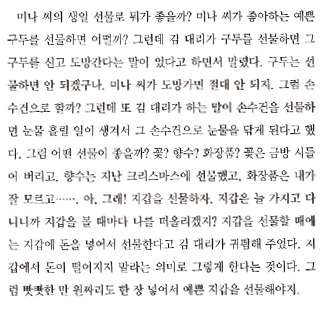 미나 씨의 생일 선물로 뭐가 좋을까? 미나 씨가 좋아하는 예쁜
구두를 선물하면 어떨까? 그런데 김 대리가 구두를 선물하면 그
구두를 신고 도망간다는 말이 있다고 하면서 말렸다. 구두는 선
물하면 안 되겠구나. 미나 씨가 도망가면 절대 안 되지. 그럼 손
수건으로 할까? 그런데 또 김 대리가 하는 말이 손수건을 선물하
면 눈물 흘릴 일이 생겨서 그 손수건으로 눈물을 닦게 된다고 했
다. 그럼 어떤 선물이 좋을까? 꽃? 향수? 화장품? 꽃은 금방 시들
어 버리고. 향수는 지난 크리스마스에 선물했고, 화장품은 내가
잘 모르고……. 아, 그래! 지갑을 선물하자. 지갑은 늘 가지고 다
니니까 지갑을 볼 때마다 나를 떠올리겠지? 지갑을 선물할 때에
는 지갑에 돈을 넣어서 선물한다고 김 대리가 귀띔해 주었다. 지
갑에서 돈이 떨어지지 말라는 의미로 그렇게 한다는 것이다. 그
럼 빳빳한 만 원짜리도 한 장 넣어서 예쁜 지갑을 선물해야지.